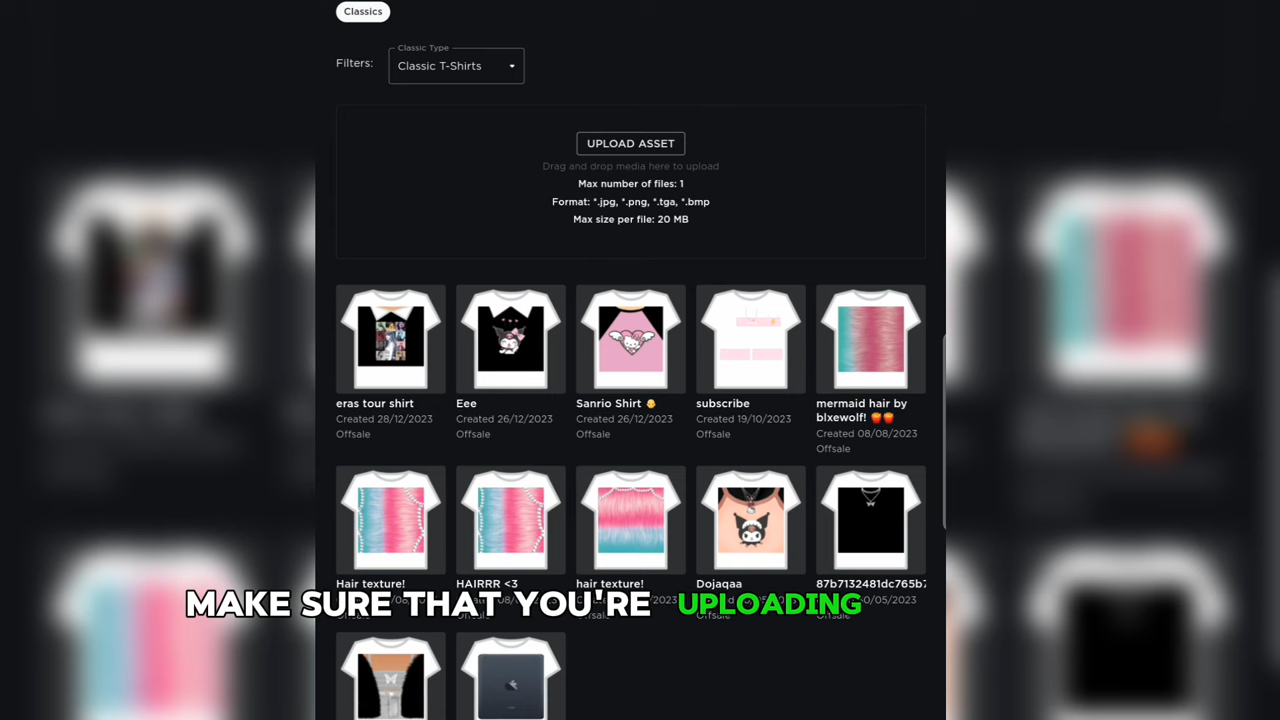 Classics
Filters:
Classic Type
Classic T-Shirts
UPLOAD ASSET
Drag and drop media here to upload
Max number of files: 1
Format: *.jpg, *.png, *.tga, *.bmp
Max size per file: 20 MB
eras tour shirt
Created 28/12/2023
Offsale
Eee
Created 26/12/2023
Offsale
Sanrio Shirt 👴
Created 26/12/2023
Offsale
subscribe
Created 19/10/2023
Offsale
mermaid hair by
blxewolf! 🍟🍟
Created 08/08/2023
Offsale
Hair texture!
HAIRRR <3
hair texture!
Dojaqaa
87b7132481dc765b7
MAKE SURE THAT YOU'RE UPLOADING